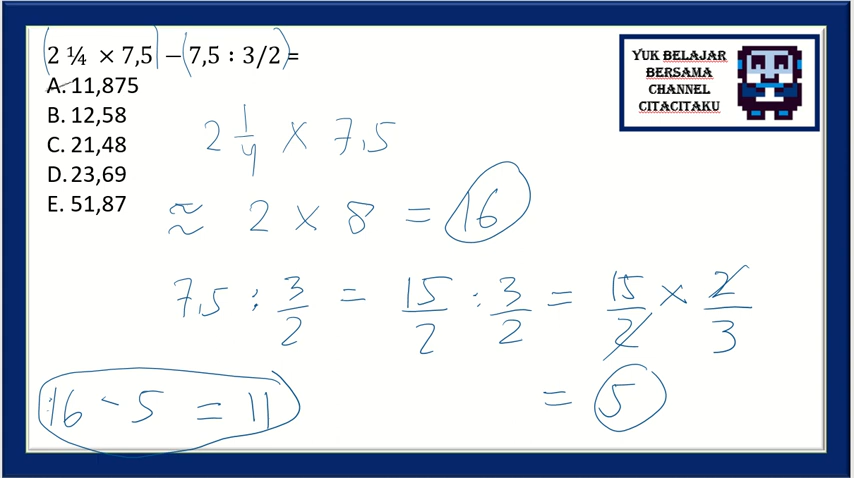 2 ¼ × 7,5 − (7,5 : 3/2) =
A. 11,875
B. 12,58
C. 21,48
D. 23,69
E. 51,87
YUK BELAJAR
BERSAMA
CHANNEL
CITACITAKU
2 1/4 × 7,5
≈ 2 × 8 = 16
7,5 : 3/2 = 15/2 : 3/2 = 15/2 × 2/3
= 5
16 - 5 = 11